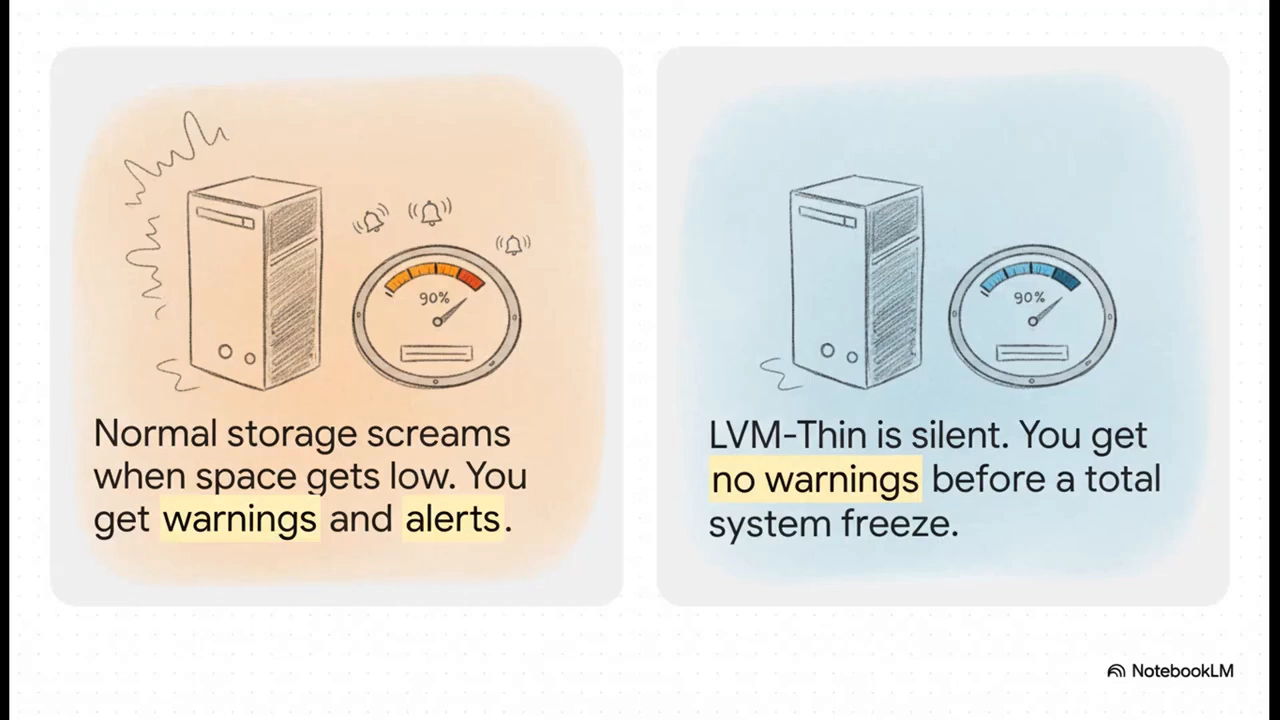 90%
Normal storage screams
when space gets low. You
get warnings and alerts.
90%
LVM-Thin is silent. You get
no warnings before a total
system freeze.
NotebookLM